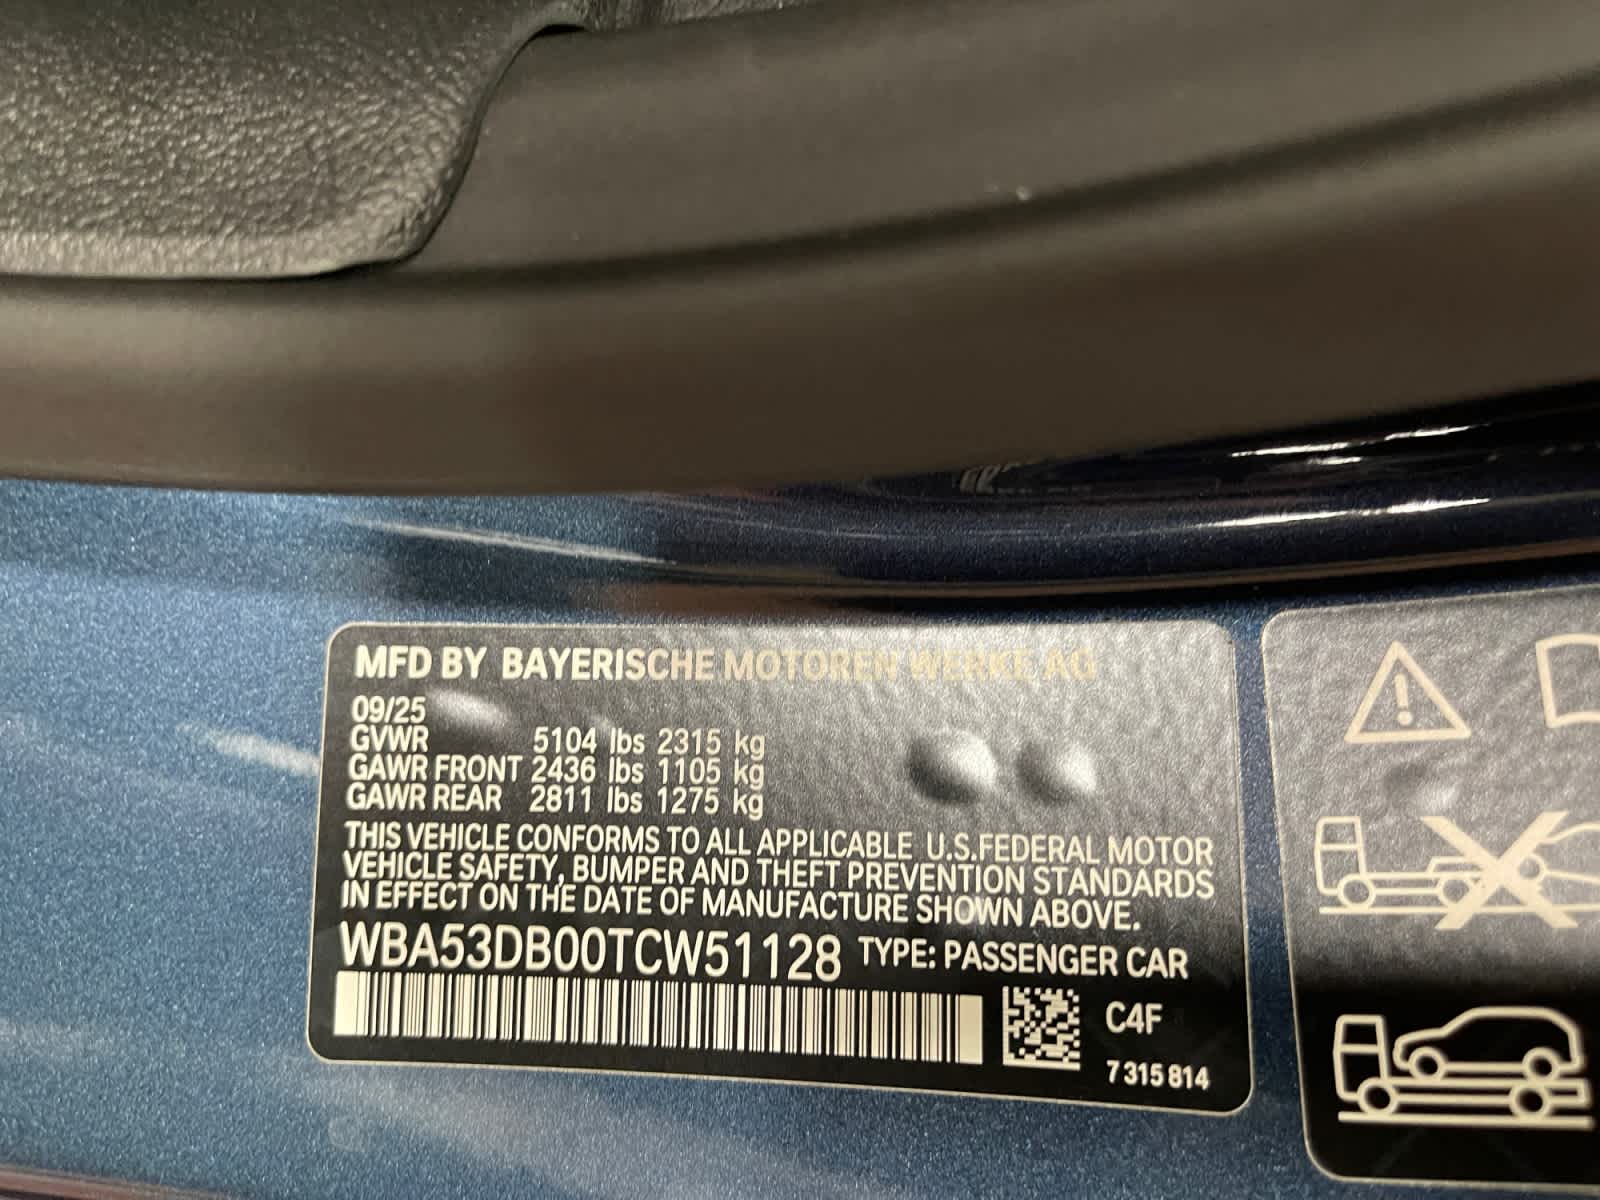 MFD BY BAYERISCHE MOTOREN WERKE AG
09/25
GVWR 5104 lbs 2315 kg
GAWR FRONT 2436 lbs 1105 kg
GAWR REAR 2811 lbs 1275 kg
THIS VEHICLE CONFORMS TO ALL APPLICABLE U.S.FEDERAL MOTOR
VEHICLE SAFETY, BUMPER AND THEFT PREVENTION STANDARDS
IN EFFECT ON THE DATE OF MANUFACTURE SHOWN ABOVE.
WBA53DB00TCW51128 TYPE: PASSENGER CAR
C4F
7 315 814